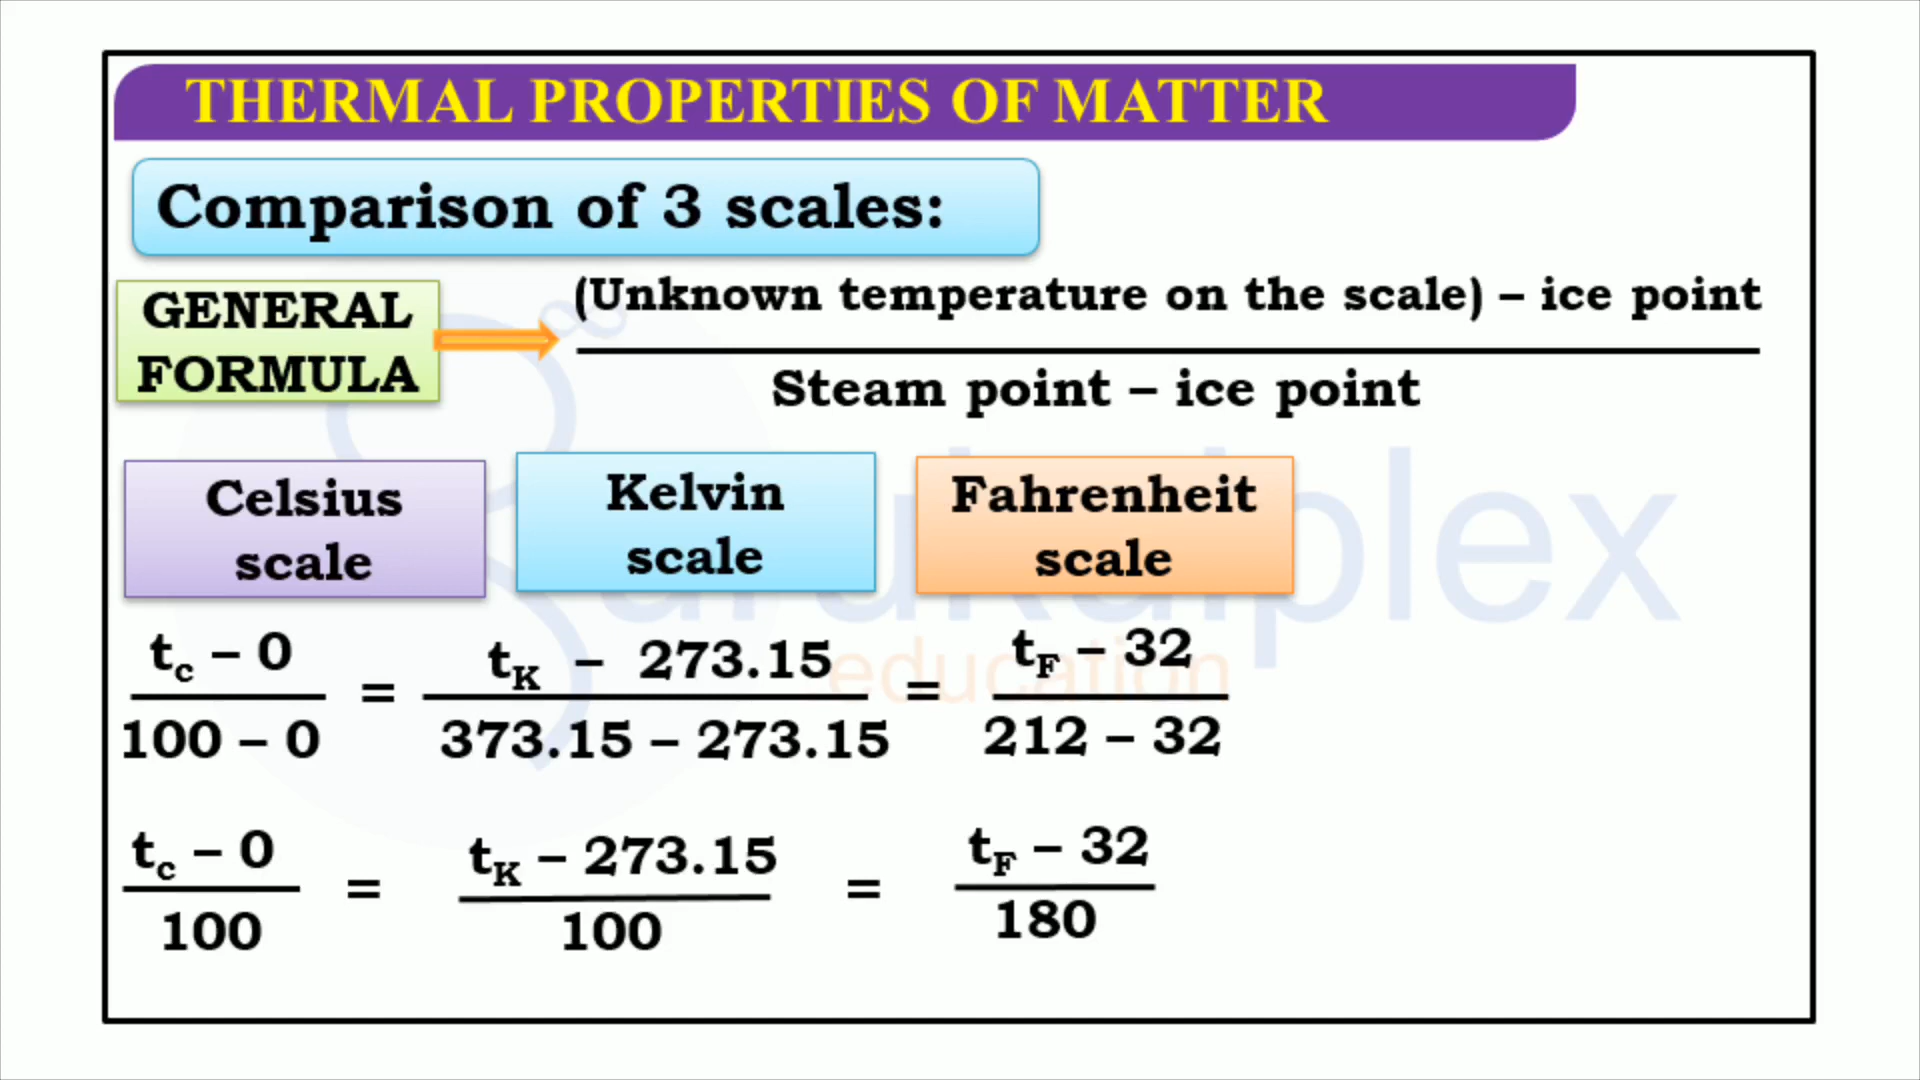 THERMAL PROPERTIES OF MATTER
Comparison of 3 scales:
GENERAL
FORMULA
(Unknown temperature on the scale) – ice point
Steam point – ice point
Celsius
scale
Kelvin
scale
Fahrenheit
scale
tc – 0
100 – 0
=
tK – 273.15
373.15 – 273.15
=
tF – 32
212 – 32
tc – 0
100
=
tK – 273.15
100
=
tF – 32
180
education